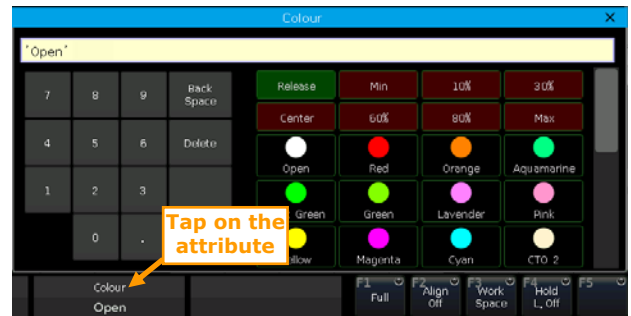 Colour X
"Open"
7 8 9 Back Space
4 5 6 Delete
1 2 3
0 .
Release Min 10% 30%
Center 60% 80% Max
Open Red Orange Aquamarine
Green Green Lavender Pink
Magenta Cyan CTO 2
Tap on the
attribute
Colour
Open
F1 Full
F2 Align Off
F3 Work Space
F4 Hold L, Off
F5